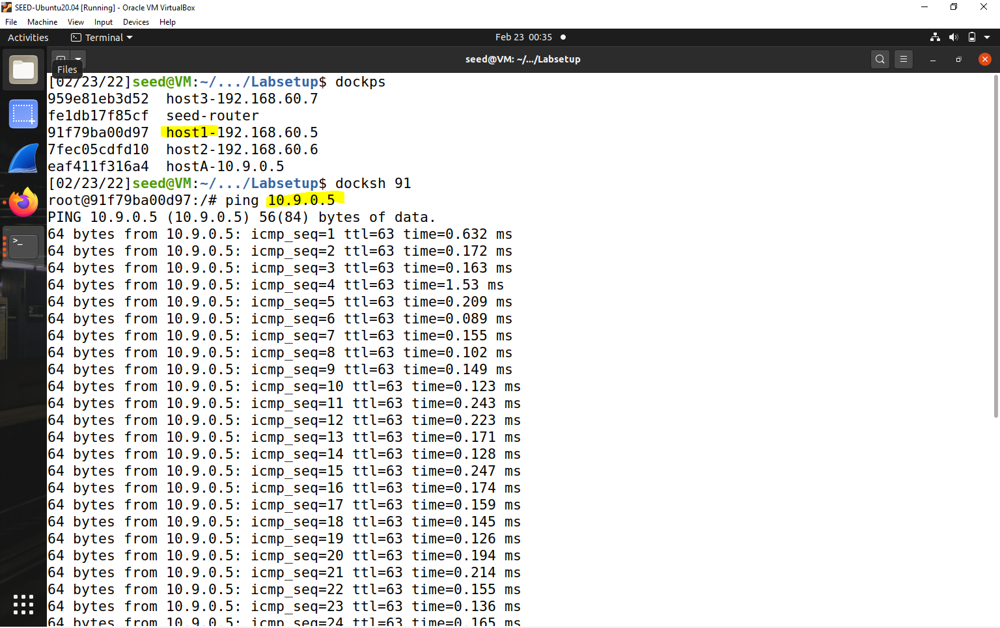 SEED-Ubuntu20.04 [Running] - Oracle VM VirtualBox
File Machine View Input Devices Help
Activities Terminal Feb 23 00:35
seed@VM: ~/.../Labsetup
Files
[02/23/22]seed@VM:~/.../Labsetup$ dockps
959e81eb3d52 host3-192.168.60.7
fe1db17f85cf seed-router
91f79ba00d97 host1-192.168.60.5
7fec05cdfd10 host2-192.168.60.6
eaf411f316a4 hostA-10.9.0.5
[02/23/22]seed@VM:~/.../Labsetup$ docksh 91
root@91f79ba00d97:/# ping 10.9.0.5
PING 10.9.0.5 (10.9.0.5) 56(84) bytes of data.
64 bytes from 10.9.0.5: icmp_seq=1 ttl=63 time=0.632 ms
64 bytes from 10.9.0.5: icmp_seq=2 ttl=63 time=0.172 ms
64 bytes from 10.9.0.5: icmp_seq=3 ttl=63 time=0.163 ms
64 bytes from 10.9.0.5: icmp_seq=4 ttl=63 time=1.53 ms
64 bytes from 10.9.0.5: icmp_seq=5 ttl=63 time=0.209 ms
64 bytes from 10.9.0.5: icmp_seq=6 ttl=63 time=0.089 ms
64 bytes from 10.9.0.5: icmp_seq=7 ttl=63 time=0.155 ms
64 bytes from 10.9.0.5: icmp_seq=8 ttl=63 time=0.102 ms
64 bytes from 10.9.0.5: icmp_seq=9 ttl=63 time=0.149 ms
64 bytes from 10.9.0.5: icmp_seq=10 ttl=63 time=0.123 ms
64 bytes from 10.9.0.5: icmp_seq=11 ttl=63 time=0.243 ms
64 bytes from 10.9.0.5: icmp_seq=12 ttl=63 time=0.223 ms
64 bytes from 10.9.0.5: icmp_seq=13 ttl=63 time=0.171 ms
64 bytes from 10.9.0.5: icmp_seq=14 ttl=63 time=0.128 ms
64 bytes from 10.9.0.5: icmp_seq=15 ttl=63 time=0.247 ms
64 bytes from 10.9.0.5: icmp_seq=16 ttl=63 time=0.174 ms
64 bytes from 10.9.0.5: icmp_seq=17 ttl=63 time=0.159 ms
64 bytes from 10.9.0.5: icmp_seq=18 ttl=63 time=0.145 ms
64 bytes from 10.9.0.5: icmp_seq=19 ttl=63 time=0.126 ms
64 bytes from 10.9.0.5: icmp_seq=20 ttl=63 time=0.194 ms
64 bytes from 10.9.0.5: icmp_seq=21 ttl=63 time=0.214 ms
64 bytes from 10.9.0.5: icmp_seq=22 ttl=63 time=0.155 ms
64 bytes from 10.9.0.5: icmp_seq=23 ttl=63 time=0.136 ms
64 bytes from 10.9.0.5: icmp_seq=24 ttl=63 time=0.165 ms